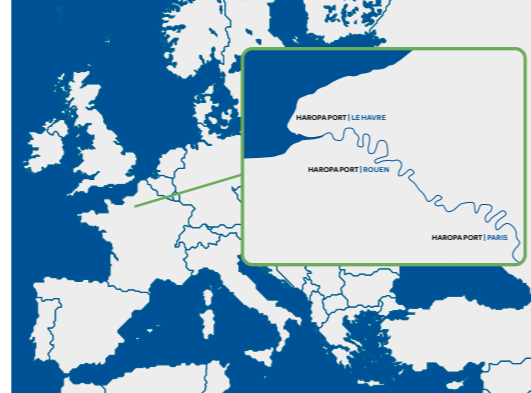 HAROPA PORT | LE HAVRE
HAROPA PORT | ROUEN
HAROPA PORT | PARIS